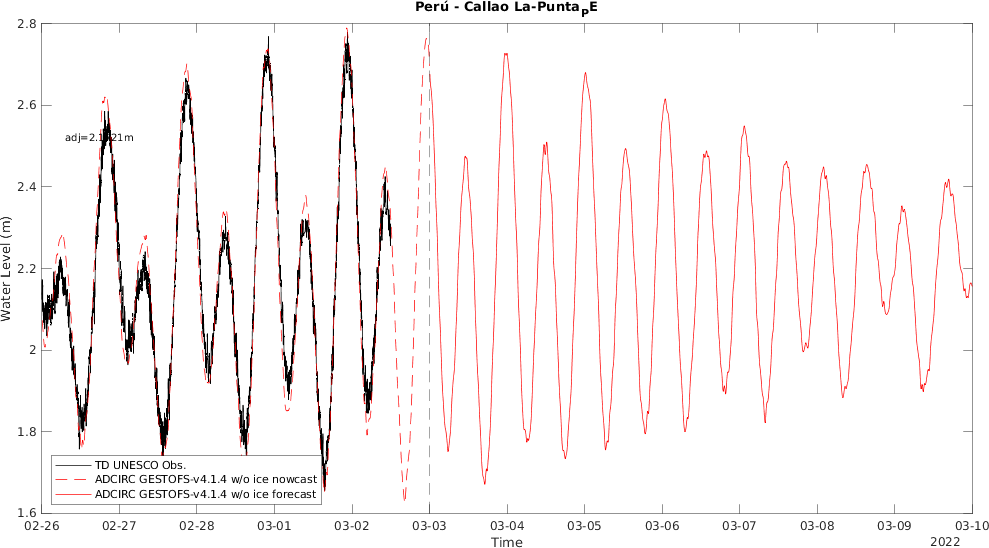 Perú - Callao La-PuntaPE
2.8
2.6
2.4
2.2
2
1.8
1.6
Water Level (m)
TD UNESCO Obs.
ADCIRC GESTOFS-v4.1.4 w/o ice nowcast
ADCIRC GESTOFS-v4.1.4 w/o ice forecast
02-26 02-27 02-28 03-01 03-02 03-03 03-04 03-05 03-06 03-07 03-08 03-09 03-10
Time
2022